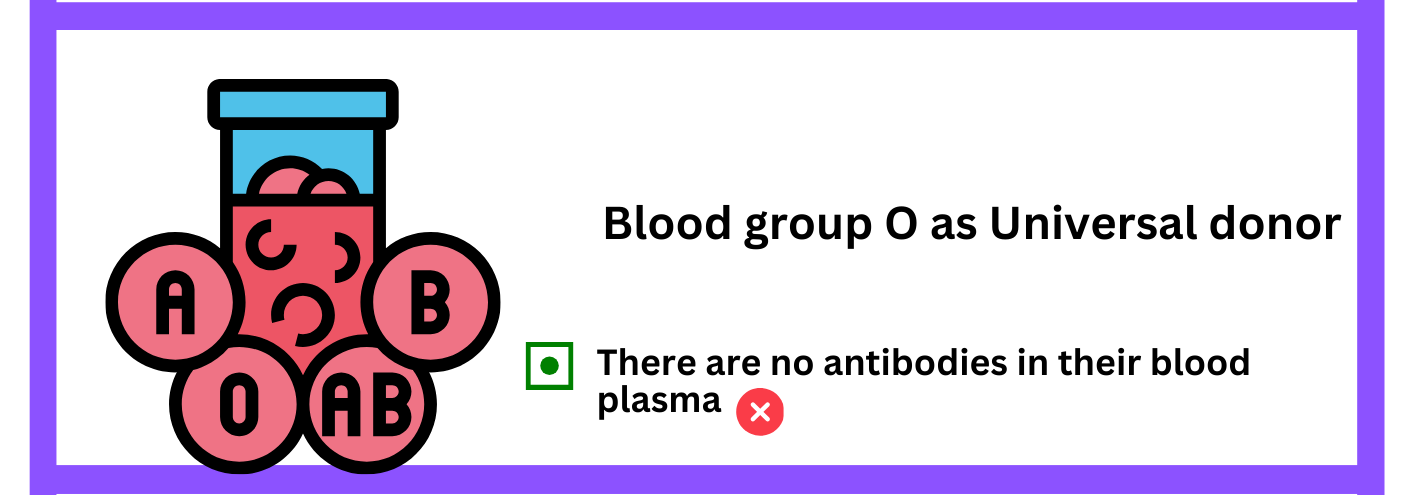 Blood group O as Universal donor
A
B
O
AB
There are no antibodies in their blood
plasma